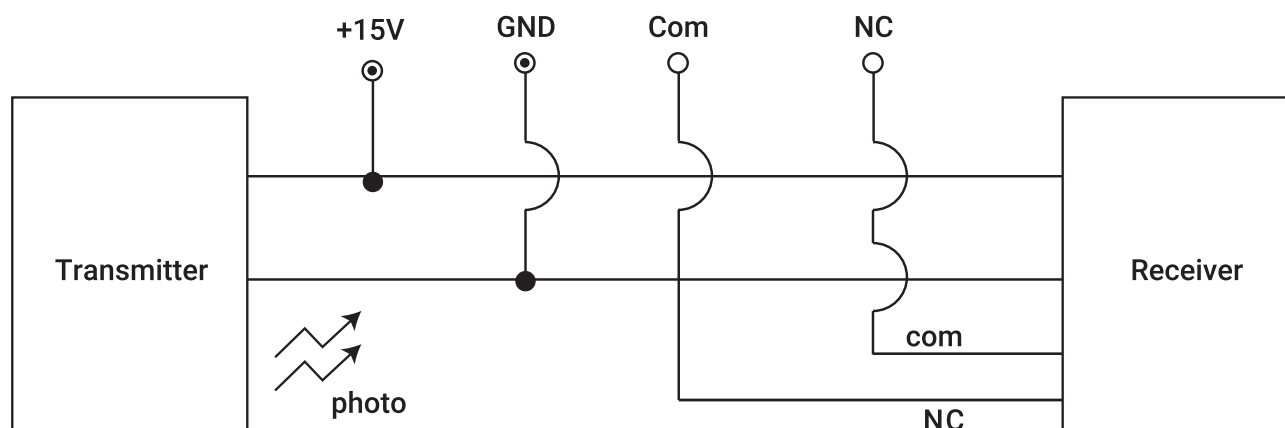 +15V
GND
Com
NC
Transmitter
Receiver
com
photo
NC